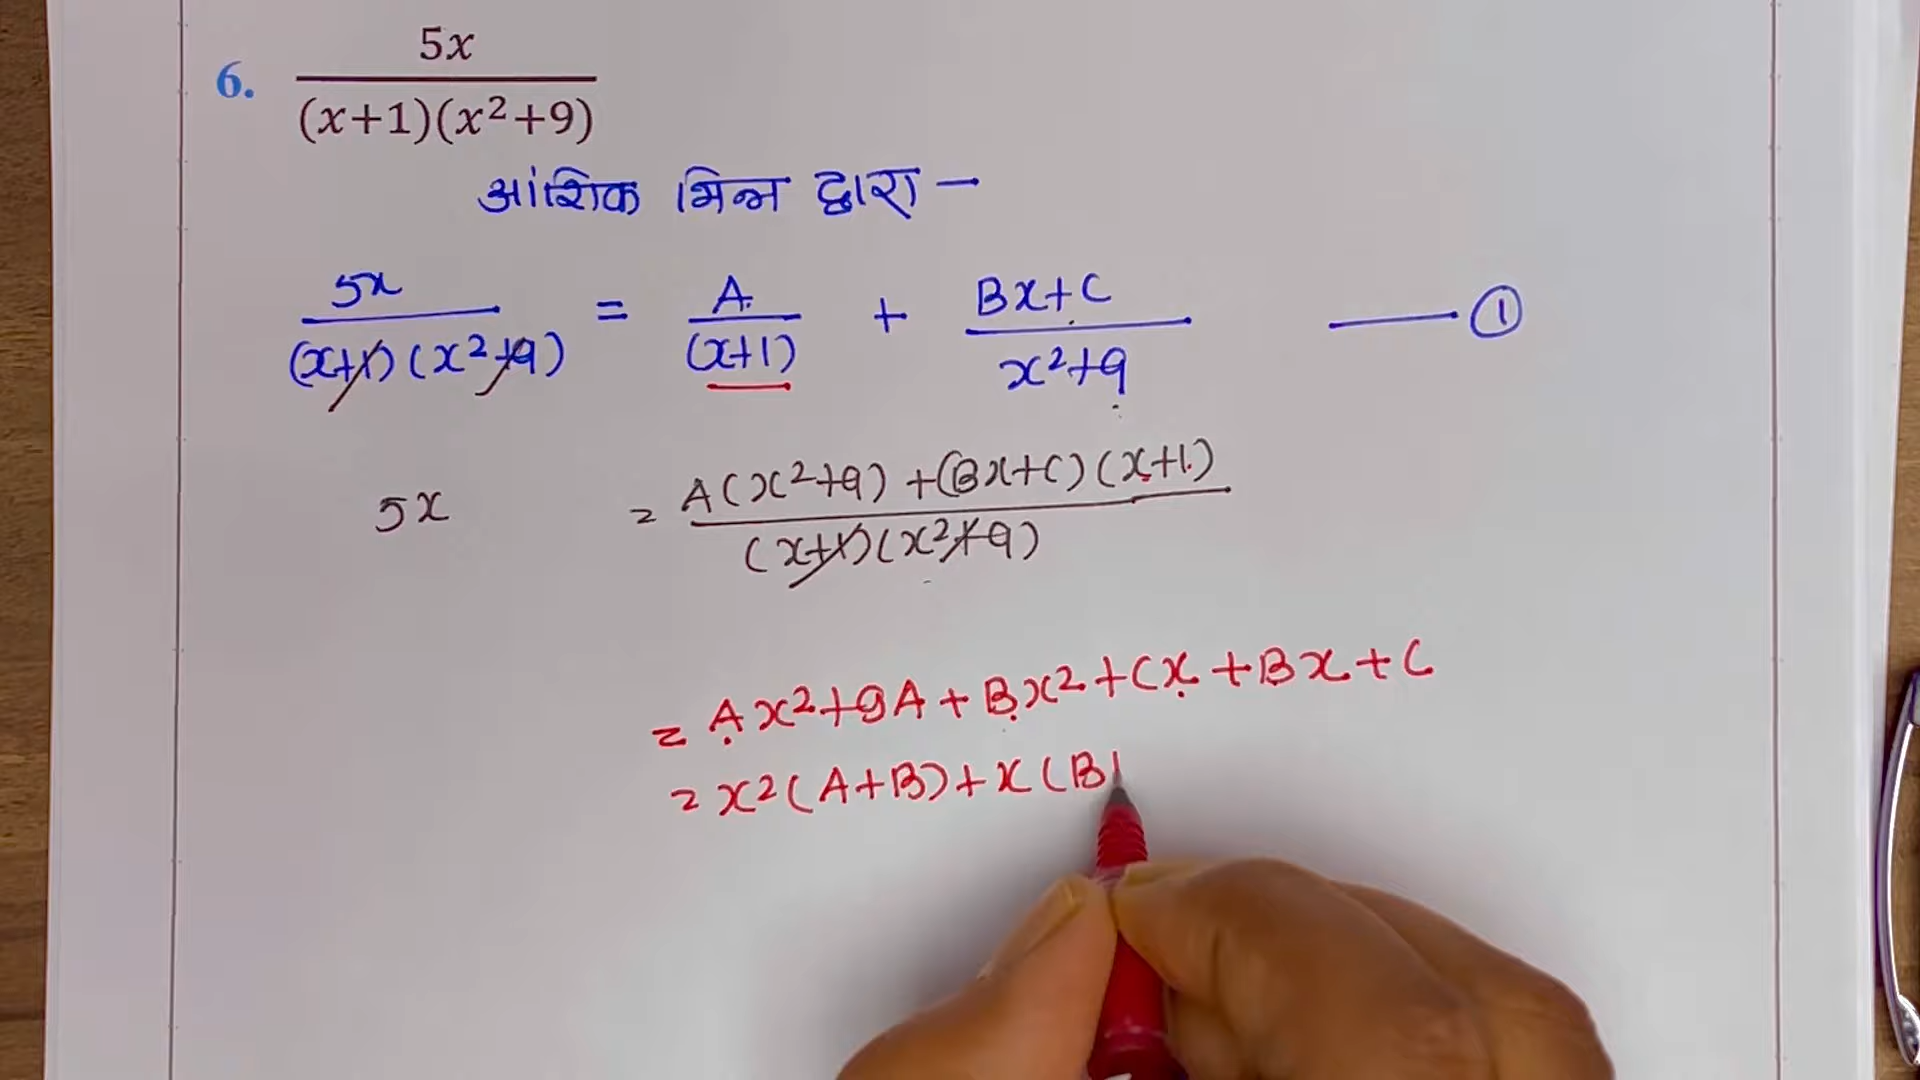 6. 5x
(x+1)(x²+9)
आंशिक भिन्न द्वारा –
5x/(x+1)(x²+9) = A/(x+1) + Bx+C/x²+9 —— ①
5x = A(x²+9) + (Bx+C)(x+1)/(x+1)(x²+9)
= Ax²+9A+Bx²+Cx+Bx+C
= x²(A+B)+x(B